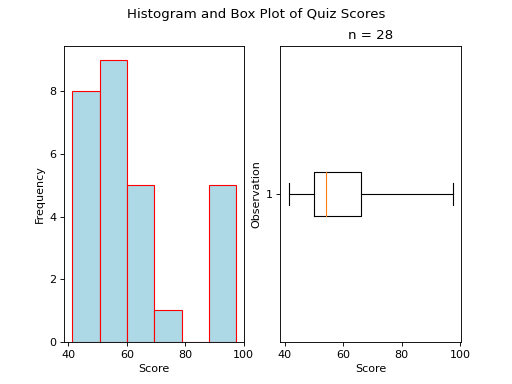 Histogram and Box Plot of Quiz Scores
n = 28
Frequency
8
6
4
2
0
40 60 80 100
Score
Observation
1
40 60 80 100
Score